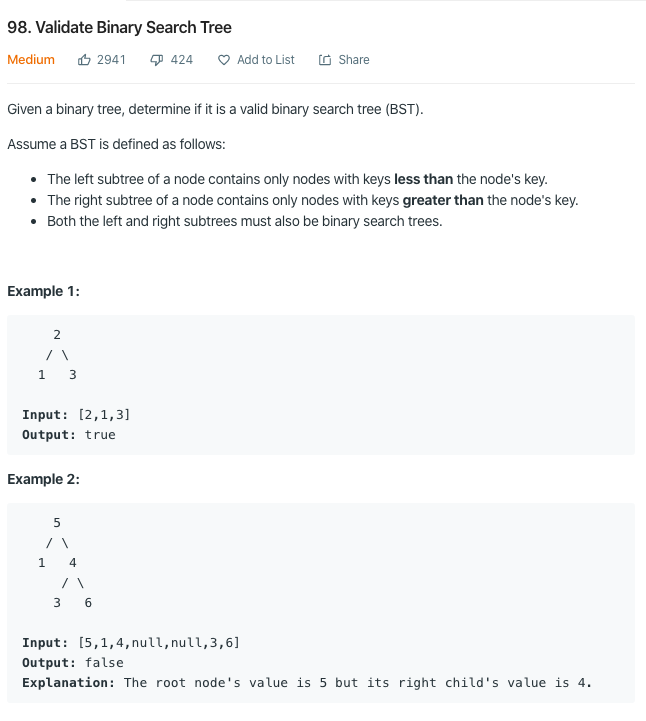 98. Validate Binary Search Tree
Medium 2941 424 Add to List Share
Given a binary tree, determine if it is a valid binary search tree (BST).
Assume a BST is defined as follows:
• The left subtree of a node contains only nodes with keys less than the node's key.
• The right subtree of a node contains only nodes with keys greater than the node's key.
• Both the left and right subtrees must also be binary search trees.
Example 1:
2
/ \
1 3
Input: [2,1,3]
Output: true
Example 2:
5
/ \
1 4
/ \
3 6
Input: [5,1,4,null,null,3,6]
Output: false
Explanation: The root node's value is 5 but its right child's value is 4.